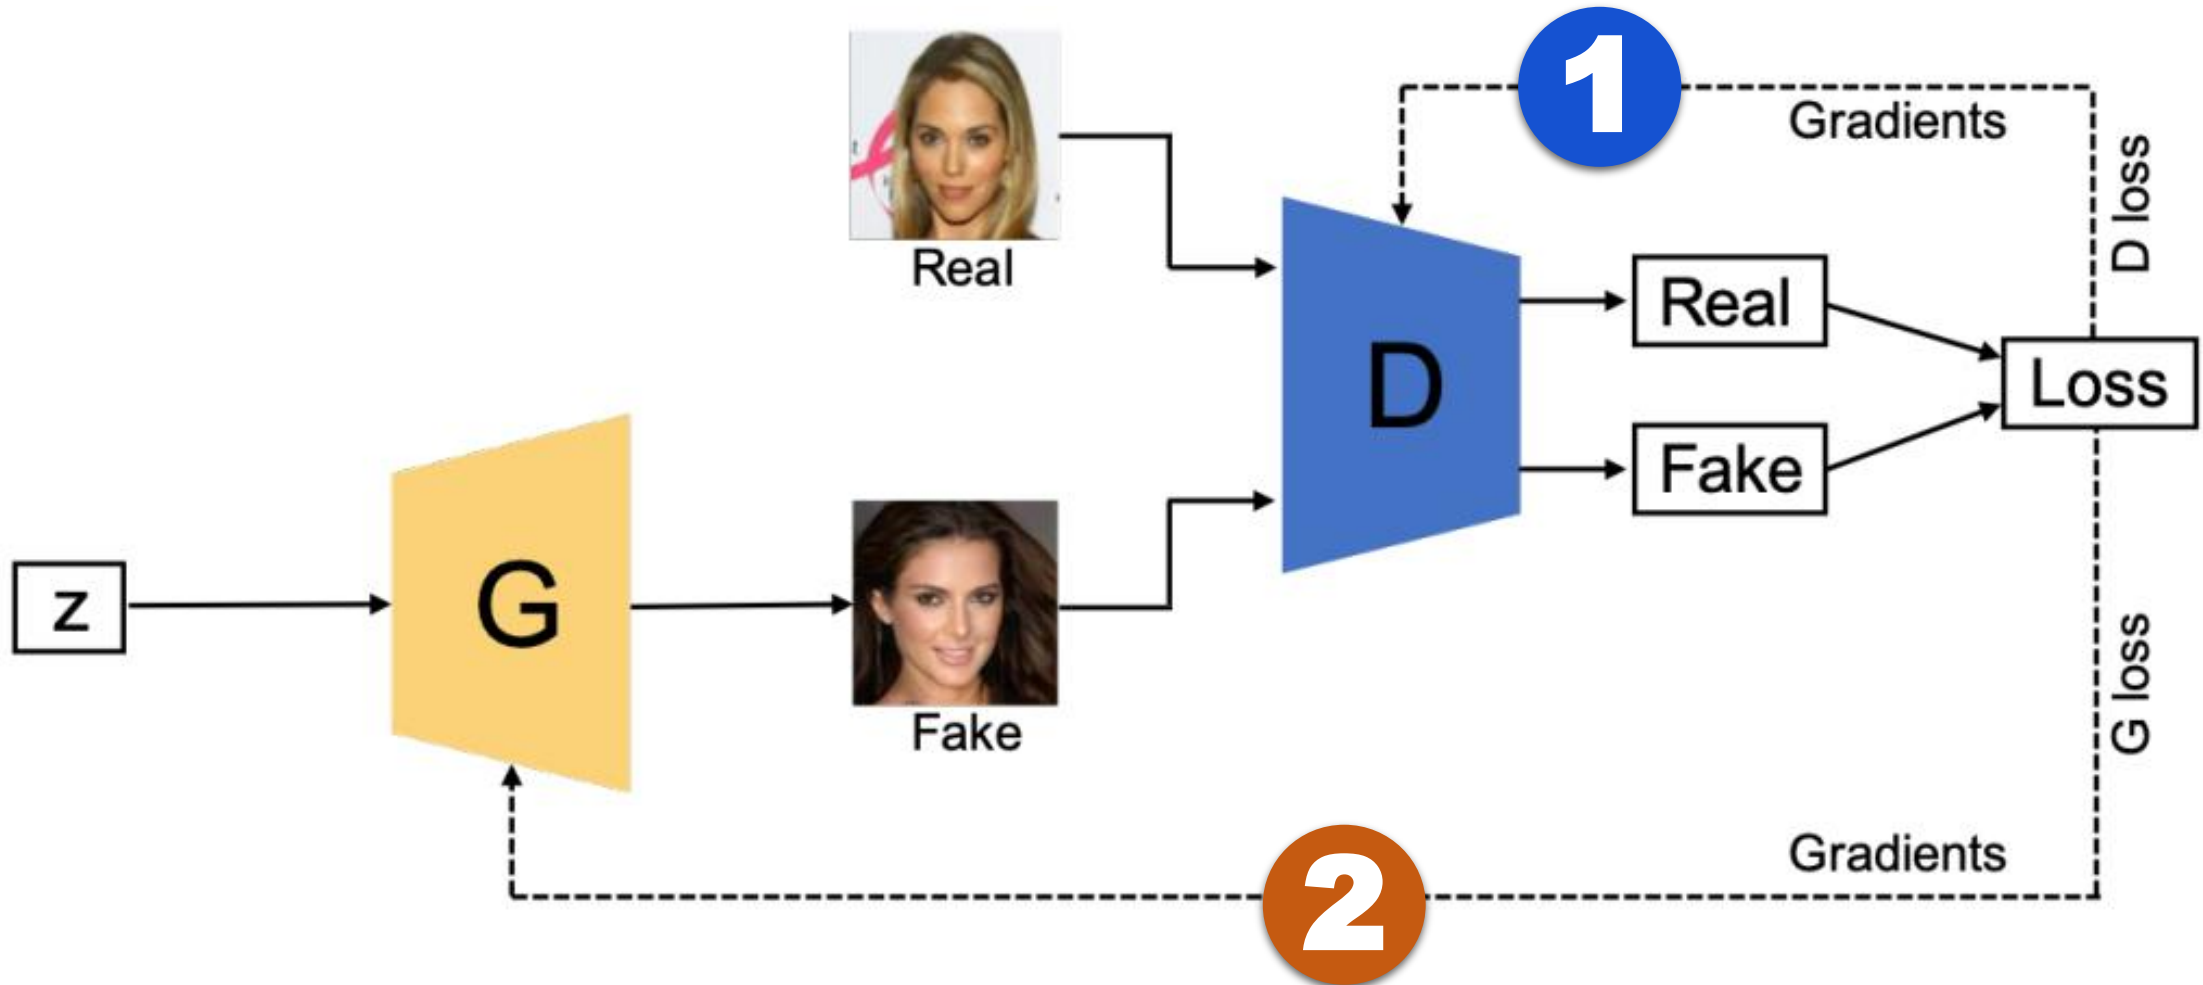 1
Gradients
D loss
Real
Real
D
Loss
Fake
G
z
Fake
G loss
Gradients
2